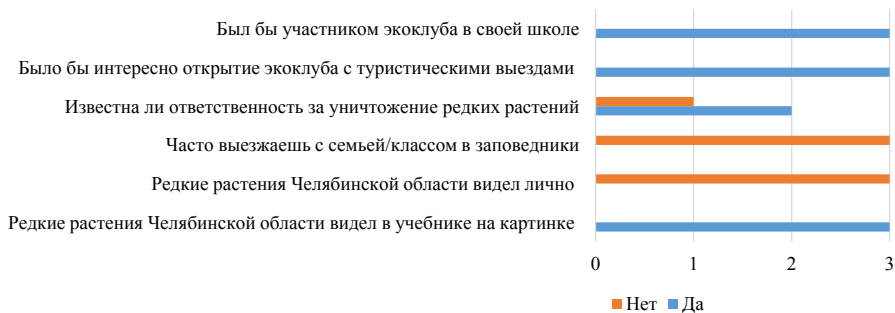 Был бы участником экоклуба в своей школе
Было бы интересно открытие экоклуба с туристическими выездами
Известна ли ответственность за уничтожение редких растений
Часто выезжаешь с семьей/классом в заповедники
Редкие растения Челябинской области видел лично
Редкие растения Челябинской области видел в учебнике на картинке
0 1 2 3
Нет Да